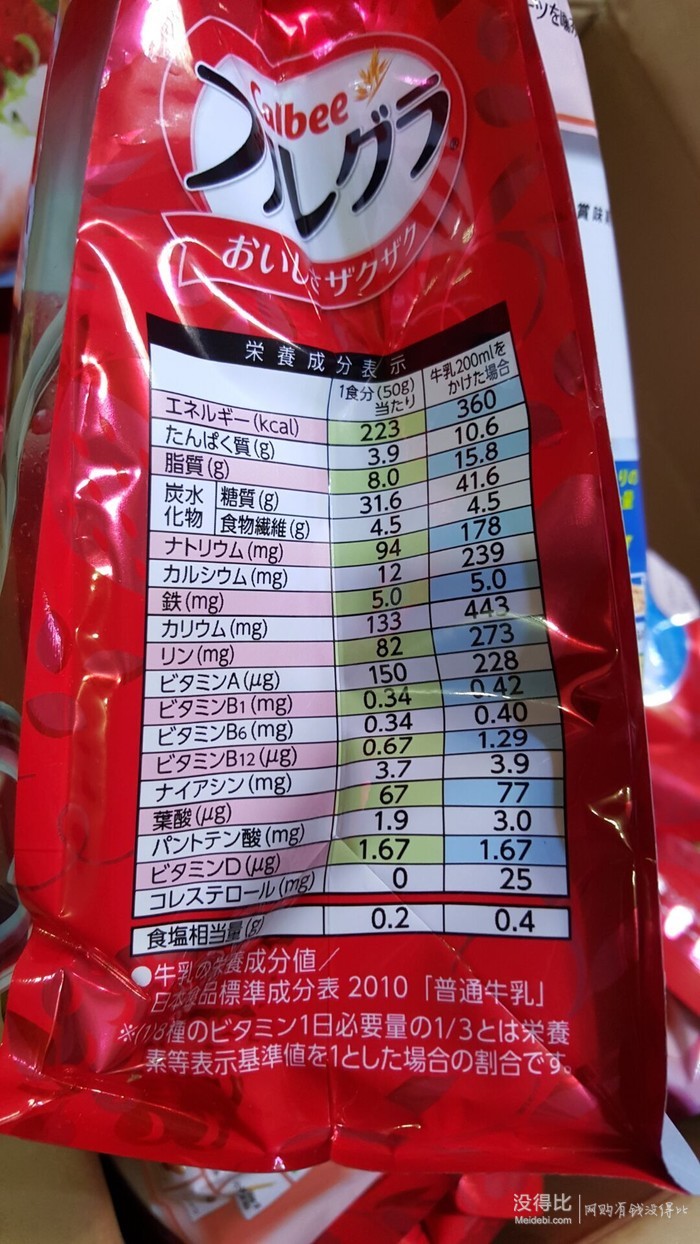 Calbee
フルグラ®
おいしさザクザク
賞味
栄養成分表示
1食分(50g)当たり
牛乳200mlをかけた場合
エネルギー(kcal) 223 360
たんぱく質(g) 3.9 10.6
脂質(g) 8.0 15.8
炭水化物 糖質(g) 31.6 41.6
食物繊維(g) 4.5 4.5
ナトリウム(mg) 94 178
カルシウム(mg) 12 239
鉄(mg) 5.0 5.0
カリウム(mg) 133 443
リン(mg) 82 273
ビタミンA(μg) 150 228
ビタミンB1(mg) 0.34 0.42
ビタミンB6(mg) 0.34 0.40
ビタミンB12(μg) 0.67 1.29
ナイアシン(mg) 3.7 3.9
葉酸(μg) 67 77
パントテン酸(mg) 1.9 3.0
ビタミンD(μg) 1.67 1.67
コレステロール(mg) 0 25
食塩相当量(g) 0.2 0.4
●牛乳の栄養成分値/
日本食品標準成分表 2010「普通牛乳」
※(1)8種のビタミン1日必要量の1/3とは栄養
素等表示基準値を1とした場合の割合です。
没得比 网购有钱没得比
Meidebi.com